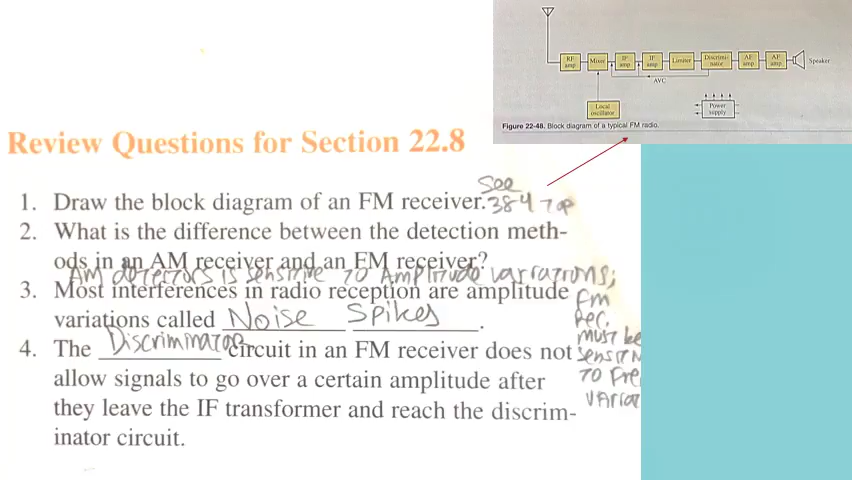 RF amp
Mixer
IF amp
IF amp
Limiter
Discrimi-nator
AF amp
AF amp
Speaker
AVC
Local oscillator
Power supply
Figure 22-48. Block diagram of a typical FM radio.
Review Questions for Section 22.8
See
1. Draw the block diagram of an FM receiver. 384 TOP
2. What is the difference between the detection meth-
ods in an AM receiver and an FM receiver?
AM detectors is sensitive to Amplitude variations;
3. Most interferences in radio reception are amplitude
variations called Noise Spikes.
FM
Rec.
must be
4. The Discriminator circuit in an FM receiver does not
allow signals to go over a certain amplitude after
they leave the IF transformer and reach the discrim-
inator circuit.
TO Fre